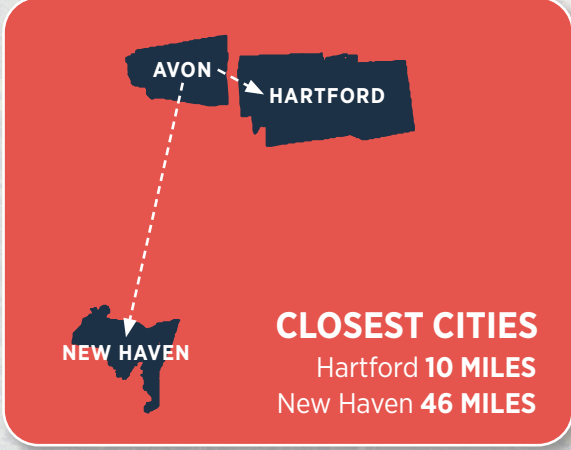 AVON
HARTFORD
NEW HAVEN
CLOSEST CITIES
Hartford 10 MILES
New Haven 46 MILES